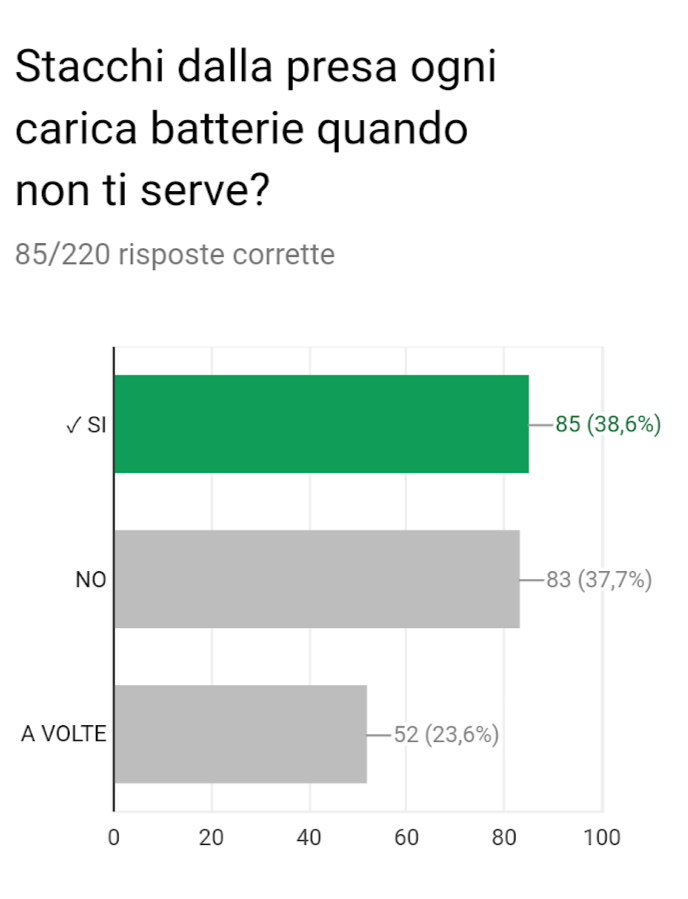 Stacchi dalla presa ogni
carica batterie quando
non ti serve?
85/220 risposte corrette
✓ SI
85 (38,6%)
NO
83 (37,7%)
A VOLTE
52 (23,6%)
0 20 40 60 80 100